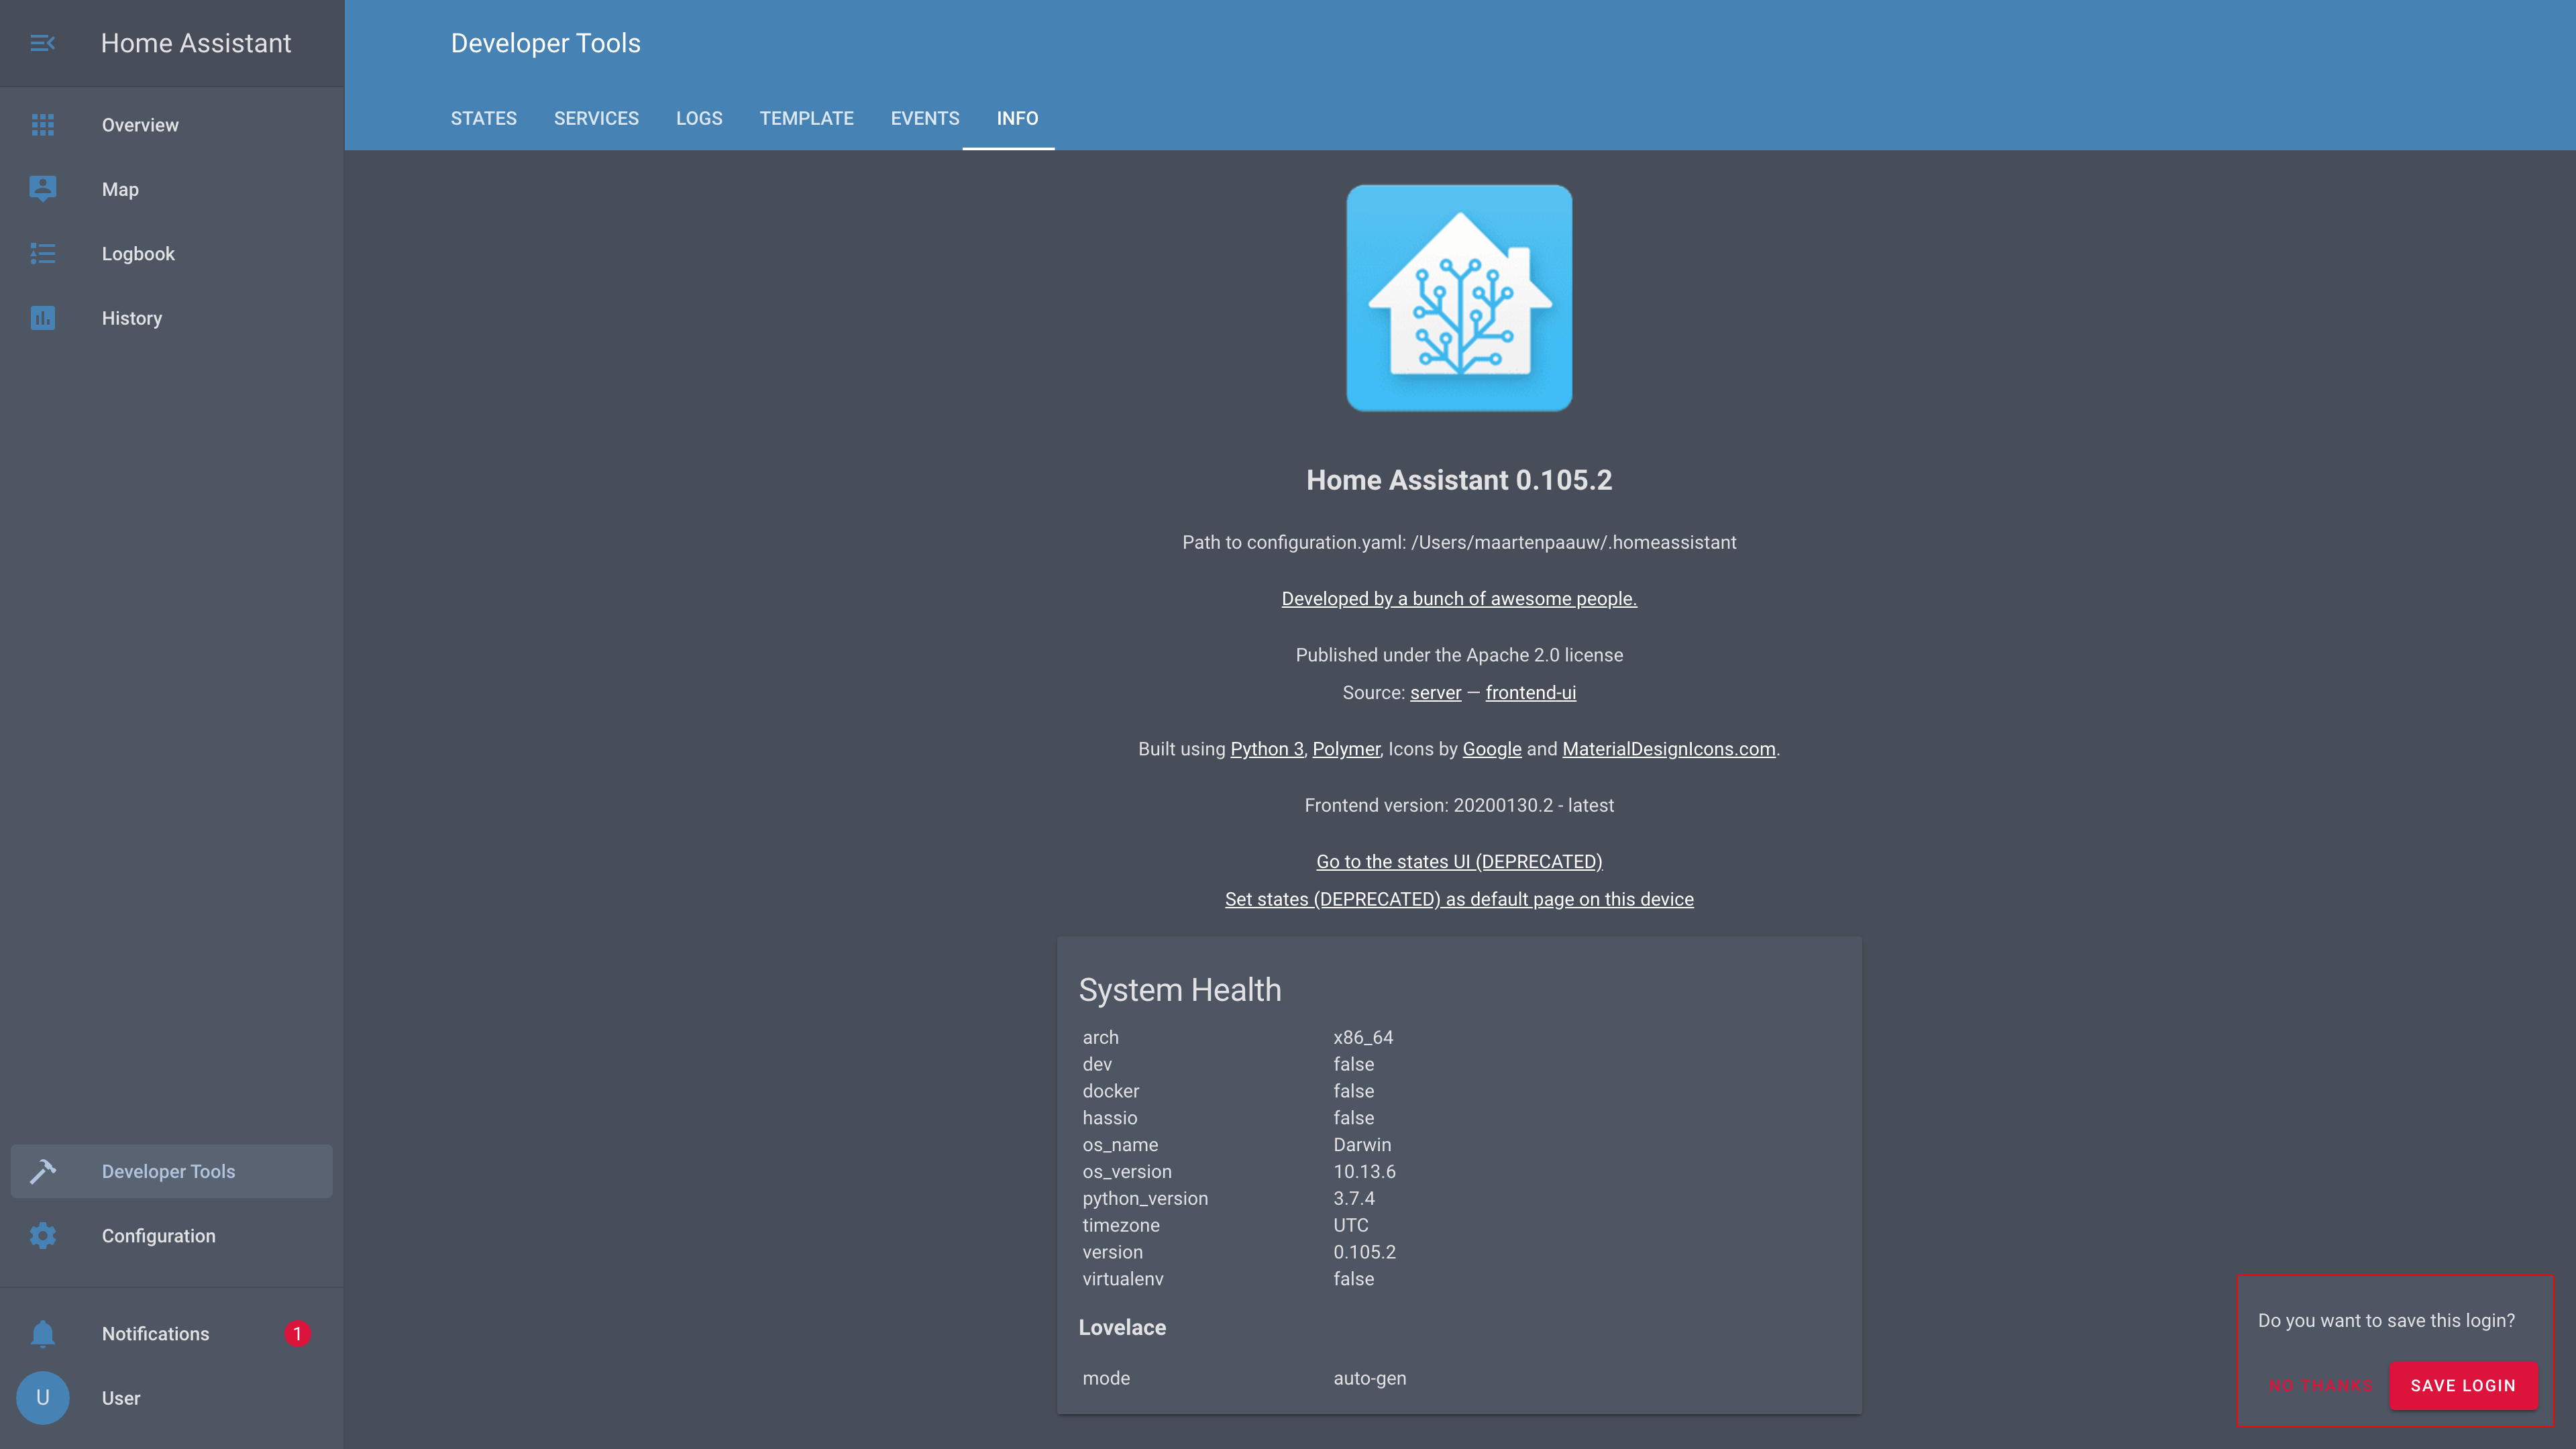 Home Assistant
Overview
Map
Logbook
History
Developer Tools
Configuration
Notifications 1
U User
Developer Tools
STATES SERVICES LOGS TEMPLATE EVENTS INFO
Home Assistant 0.105.2
Path to configuration.yaml: /Users/maartenpaauw/.homeassistant
Developed by a bunch of awesome people.
Published under the Apache 2.0 license
Source: server — frontend-ui
Built using Python 3, Polymer, Icons by Google and MaterialDesignIcons.com.
Frontend version: 20200130.2 - latest
Go to the states UI (DEPRECATED)
Set states (DEPRECATED) as default page on this device
System Health
arch x86_64
dev false
docker false
hassio false
os_name Darwin
os_version 10.13.6
python_version 3.7.4
timezone UTC
version 0.105.2
virtualenv false
Lovelace
mode auto-gen
Do you want to save this login?
NO THANKS SAVE LOGIN